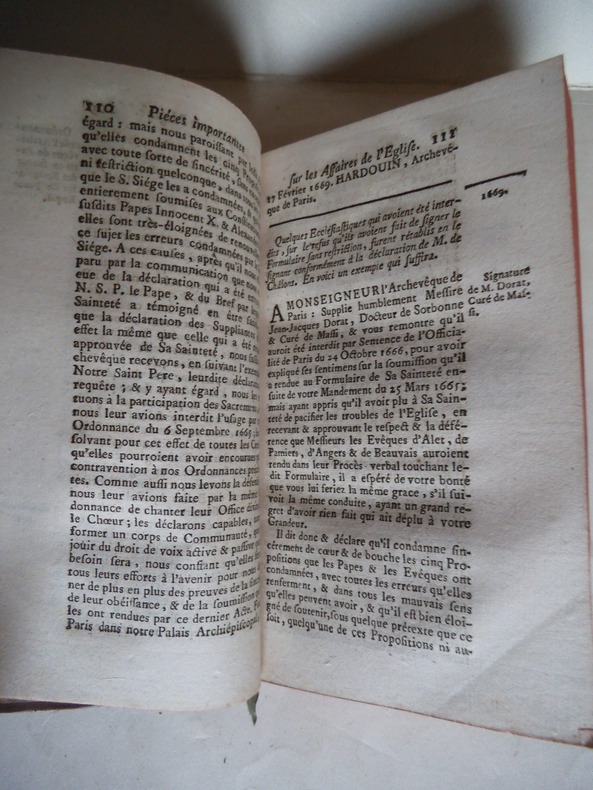 110 Piéces importantes
égard : mais nous paroissant par
qu'elles condamnent les cinq
avec toute sorte de sincérité, sans
ni restriction quelconque, dans
que le S. Siége les a condamnées, &
entierement soumises aux
susdits Papes Innocent X. &
elles sont très-éloignées de
ce sujet les erreurs condamnées par le
Siége. A ces causes, après qu'il nous
paru par la communication que nous
eue de la déclaration qui a été
N. S. P. le Pape, & du Bref par
Sainteté a témoigné en être
que la déclaration des Suppliantes
effet la même que celle qui a été
approuvée de Sa Sainteté, nous
chevêque recevons, en suivant
Notre Saint Pere, leurdite
requête ; & y ayant égard, nous les
tuons à la participation des Sacremens
nous leur avions interdit l'usage par
Ordonnance du 6 Septembre 1665;
solvant pour cet effet de toutes les
qu'elles pourroient avoir encourues
contravention à nos Ordonnances
tes. Comme aussi nous levons la défense
nous leur avions faite par la même
donnance de chanter leur Office
le Chœur ; les déclarons capables,
former un corps de Communauté,
jouir du droit de voix active & passive
besoin sera, nous confiant qu'elles
tous leurs efforts à l'avenir pour nous
ner de plus en plus des preuves de la
de leur obéissance, & de la soumission
les ont rendues par ce dernier Acte.
Paris dans notre Palais Archiépiscopal
sur les Affaires de l'Eglise. 111
17 Février 1669. HARDOUIN, Archevê-
que de Paris.
1669.
Quelques Ecclésiastiques qui avoient été inter-
dits, sur le refus qu'ils avoient fait de signer le
Formulaire sans restriction, furent rétablis en le
signant conformément à la déclaration de M. de
Châlons. En voici un exemple qui suffira.
A MONSEIGNEUR l'Archevêque de
Paris : Supplie humblement Messire
Jean-Jacques Dorat, Docteur de Sorbonne
& Curé de Massi, & vous remontre qu'il
auroit été interdit par Sentence de l'Officia-
lité de Paris du 24 Octobre 1666, pour avoir
expliqué ses sentimens sur la soumission qu'il
a rendue au Formulaire de Sa Sainteté en-
suite de votre Mandement du 25 Mars 1665;
mais ayant appris qu'il avoit plû à Sa Sain-
teté de pacifier les troubles de l'Eglise, en
recevant & approuvant le respect & la défé-
rence que Messieurs les Evêques d'Alet, de
Pamiers, d'Angers & de Beauvais auroient
rendu dans leur Procès-verbal touchant le-
dit Formulaire, il a espéré de votre bonté
que vous lui feriez la même grace, s'il sui-
voit la même conduite, ayant un grand re-
gret d'avoir rien fait qui ait déplu à votre
Grandeur.
Il dit donc & déclare qu'il condamne sin-
cérement de cœur & de bouche les cinq Pro-
positions que les Papes & les Evêques ont
condamnées, avec toutes les erreurs qu'elles
renferment, & dans tous les mauvais sens
qu'elles peuvent avoir, & qu'il est bien éloi-
gné de soutenir, sous quelque prétexte que ce
soit, quelqu'une de ces Propositions ni au-
Signature
de M. Dorat,
Curé de Mas-
si.